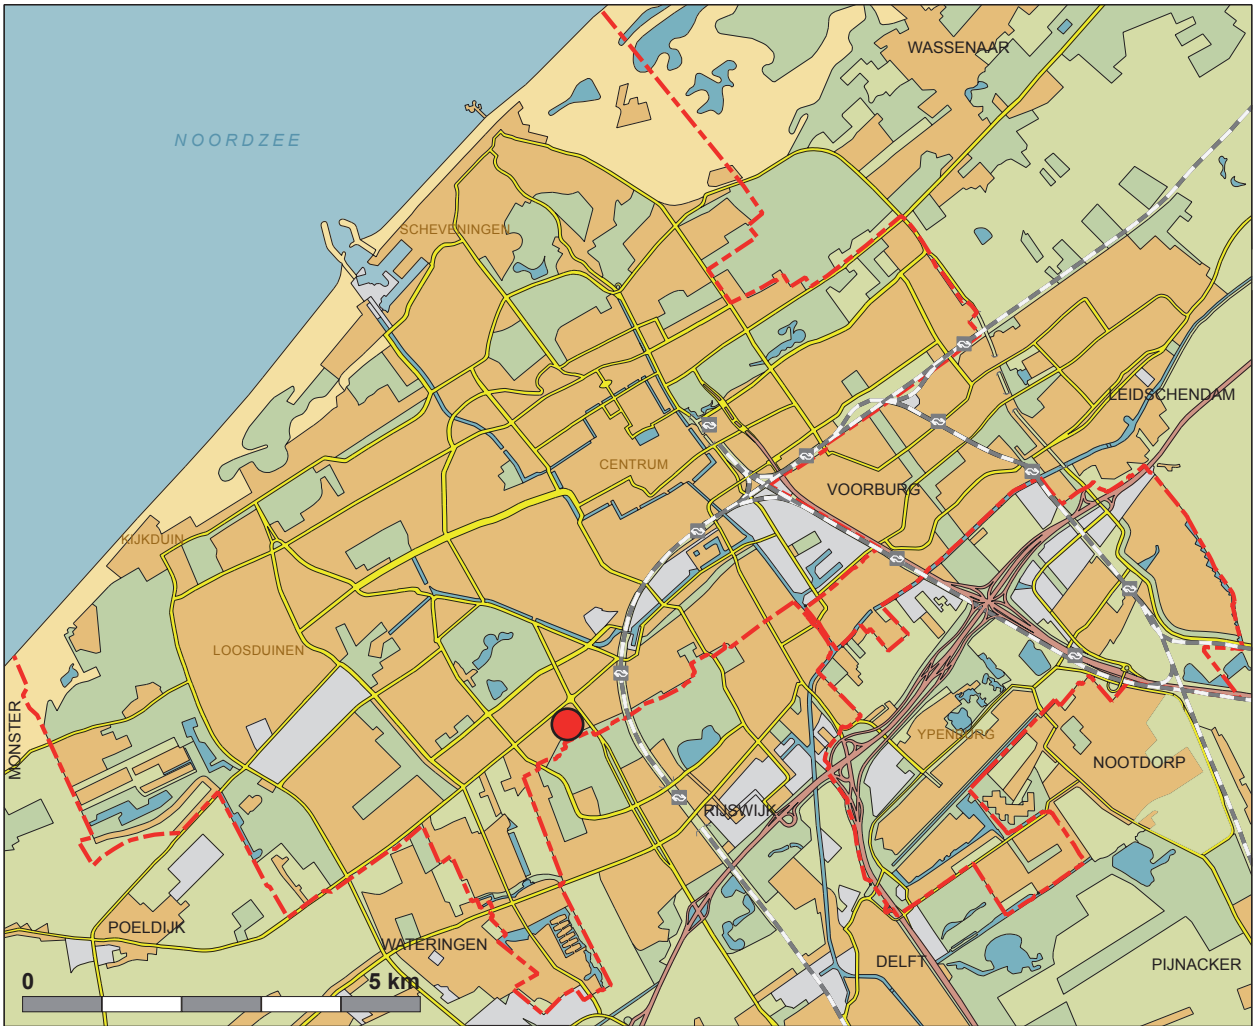 WASSENAAR
NOORDZEE
SCHEVENINGEN
LEIDSCHENDAM
CENTRUM
VOORBURG
KIJKDUIN
LOOSDUINEN
MONSTER
YPENBURG
NOOTDORP
RIJSWIJK
POELDIJK
WATERINGEN
DELFT
PIJNACKER
0 5 km